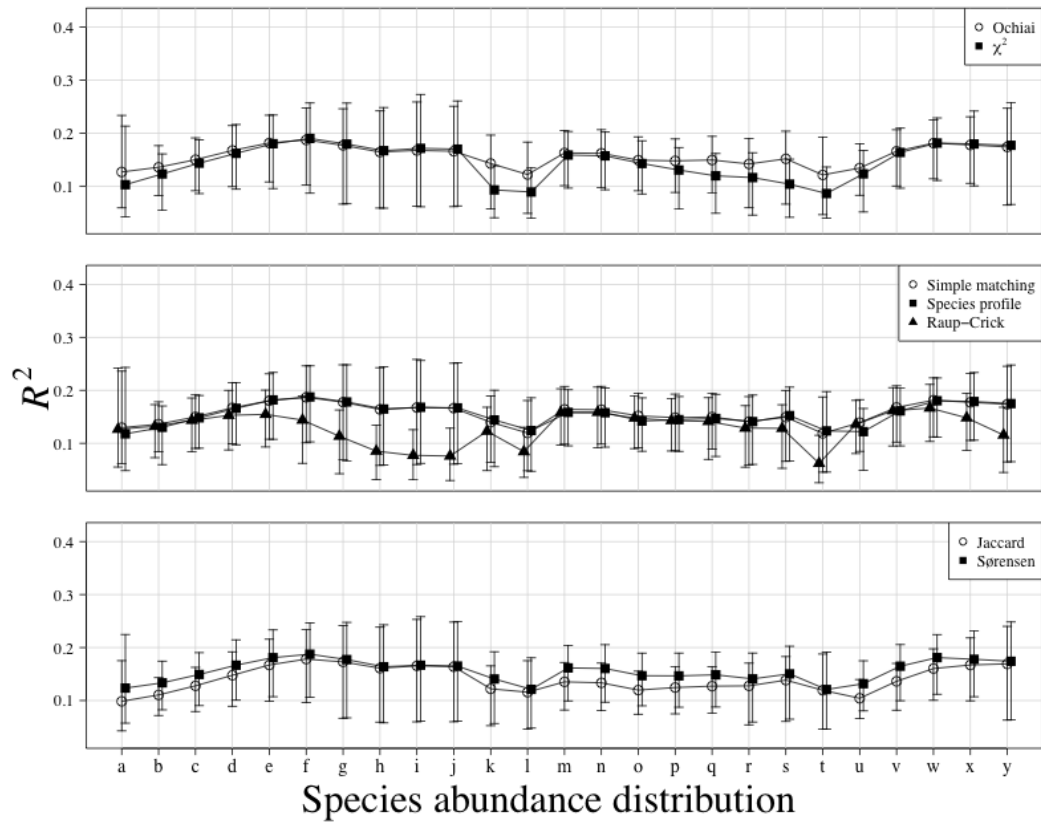 0.4
0.3
0.2
0.1
Ochiai
χ²
0.4
0.3
0.2
0.1
Simple matching
Species profile
Raup−Crick
R²
0.4
0.3
0.2
0.1
Jaccard
Sørensen
a b c d e f g h i j k l m n o p q r s t u v w x y
Species abundance distribution